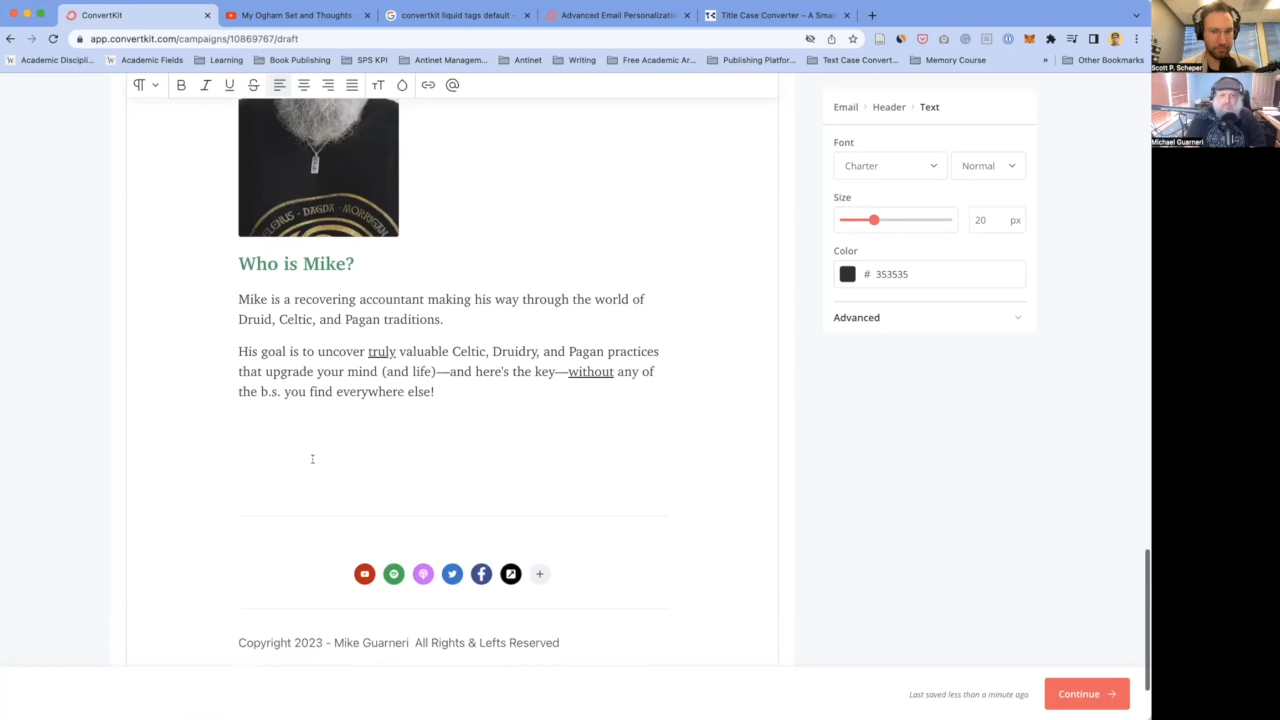 ConvertKit
My Ogham Set and Thoughts -
convertkit liquid tags default -
Advanced Email Personalizatio
Title Case Converter – A Smar
app.convertkit.com/campaigns/10869767/draft
Academic Discipli...
Academic Fields
Learning
Book Publishing
SPS KPI
Antinet Managem...
Antinet
Writing
Free Academic Ar...
Publishing Platfor...
Text Case Convert...
Memory Course
»
Other Bookmarks
Scott P. Scheper
Michael Guarneri
B I U S
TT
ELENUS - DAGDA - MORRIGAN
Who is Mike?
Mike is a recovering accountant making his way through the world of
Druid, Celtic, and Pagan traditions.
His goal is to uncover truly valuable Celtic, Druidry, and Pagan practices
that upgrade your mind (and life)—and here's the key—without any of
the b.s. you find everywhere else!
Copyright 2023 - Mike Guarneri All Rights & Lefts Reserved
Email > Header > Text
Font
Charter
Normal
Size
20 px
Color
# 353535
Advanced
Last saved less than a minute ago
Continue →